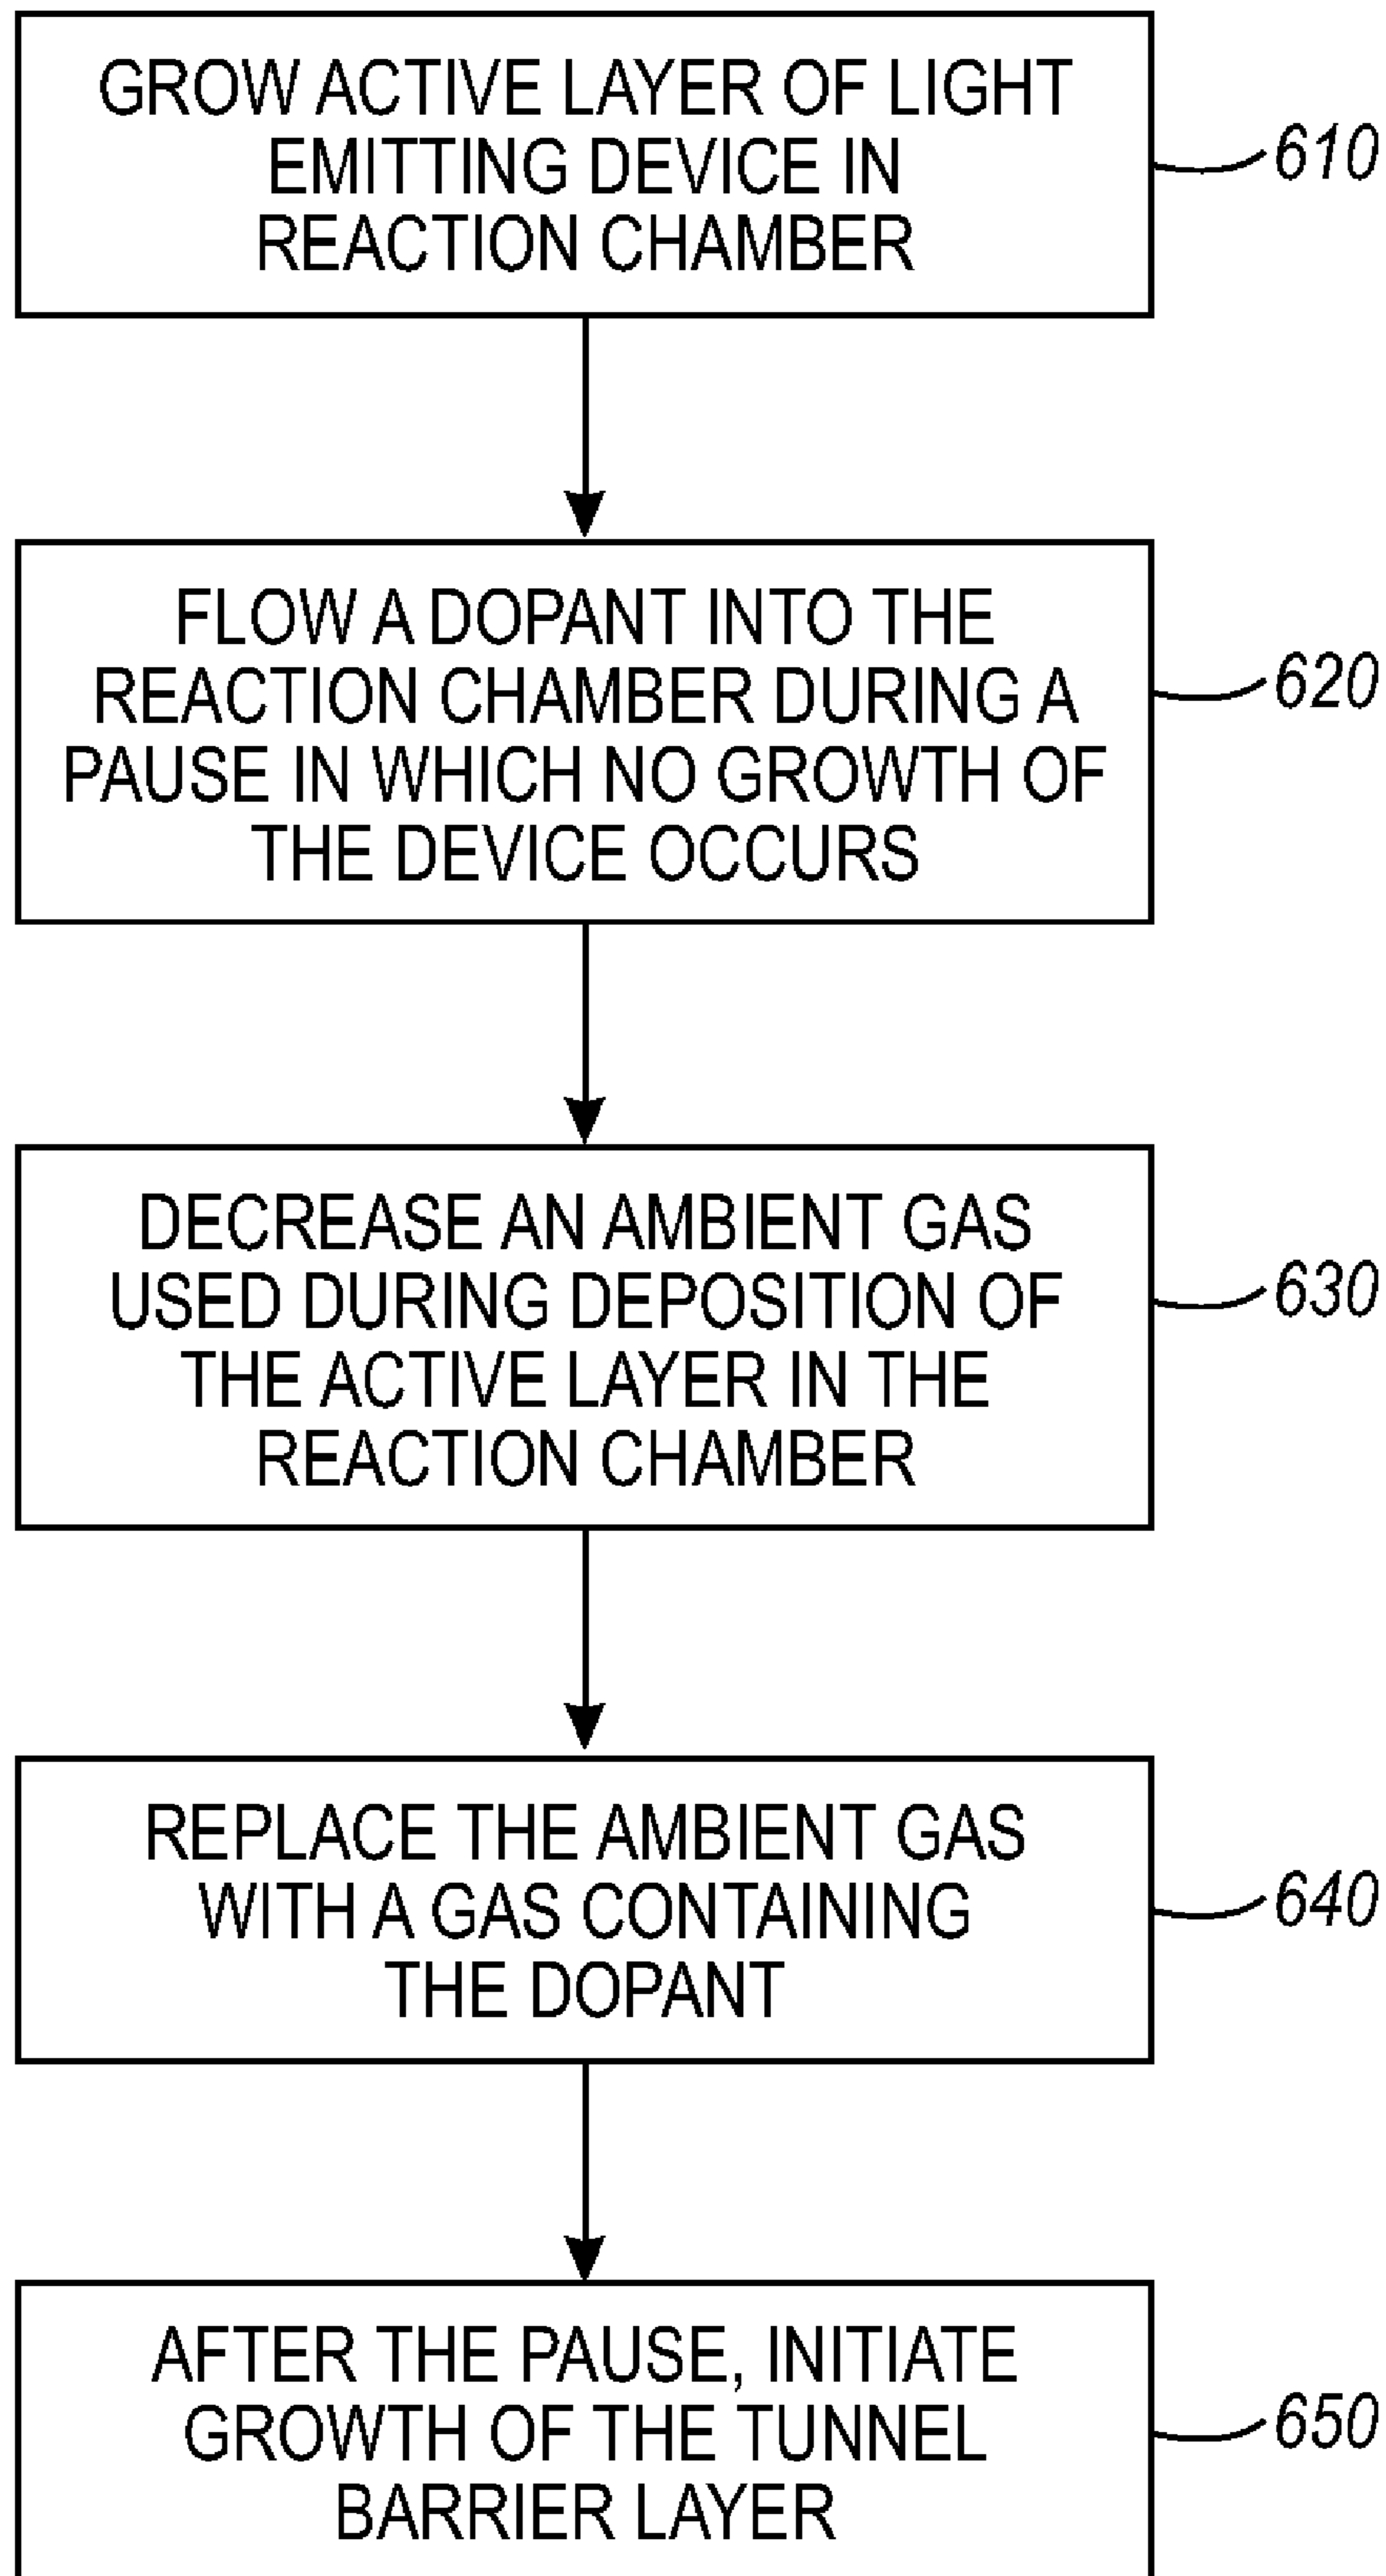 GROW ACTIVE LAYER OF LIGHT
EMITTING DEVICE IN
REACTION CHAMBER
610
FLOW A DOPANT INTO THE
REACTION CHAMBER DURING A
PAUSE IN WHICH NO GROWTH OF
THE DEVICE OCCURS
620
DECREASE AN AMBIENT GAS
USED DURING DEPOSITION OF
THE ACTIVE LAYER IN THE
REACTION CHAMBER
630
REPLACE THE AMBIENT GAS
WITH A GAS CONTAINING
THE DOPANT
640
AFTER THE PAUSE, INITIATE
GROWTH OF THE TUNNEL
BARRIER LAYER
650